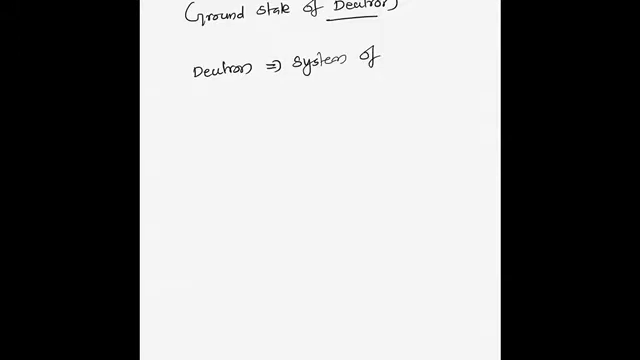 Ground state of Deutron
Deutron => System of